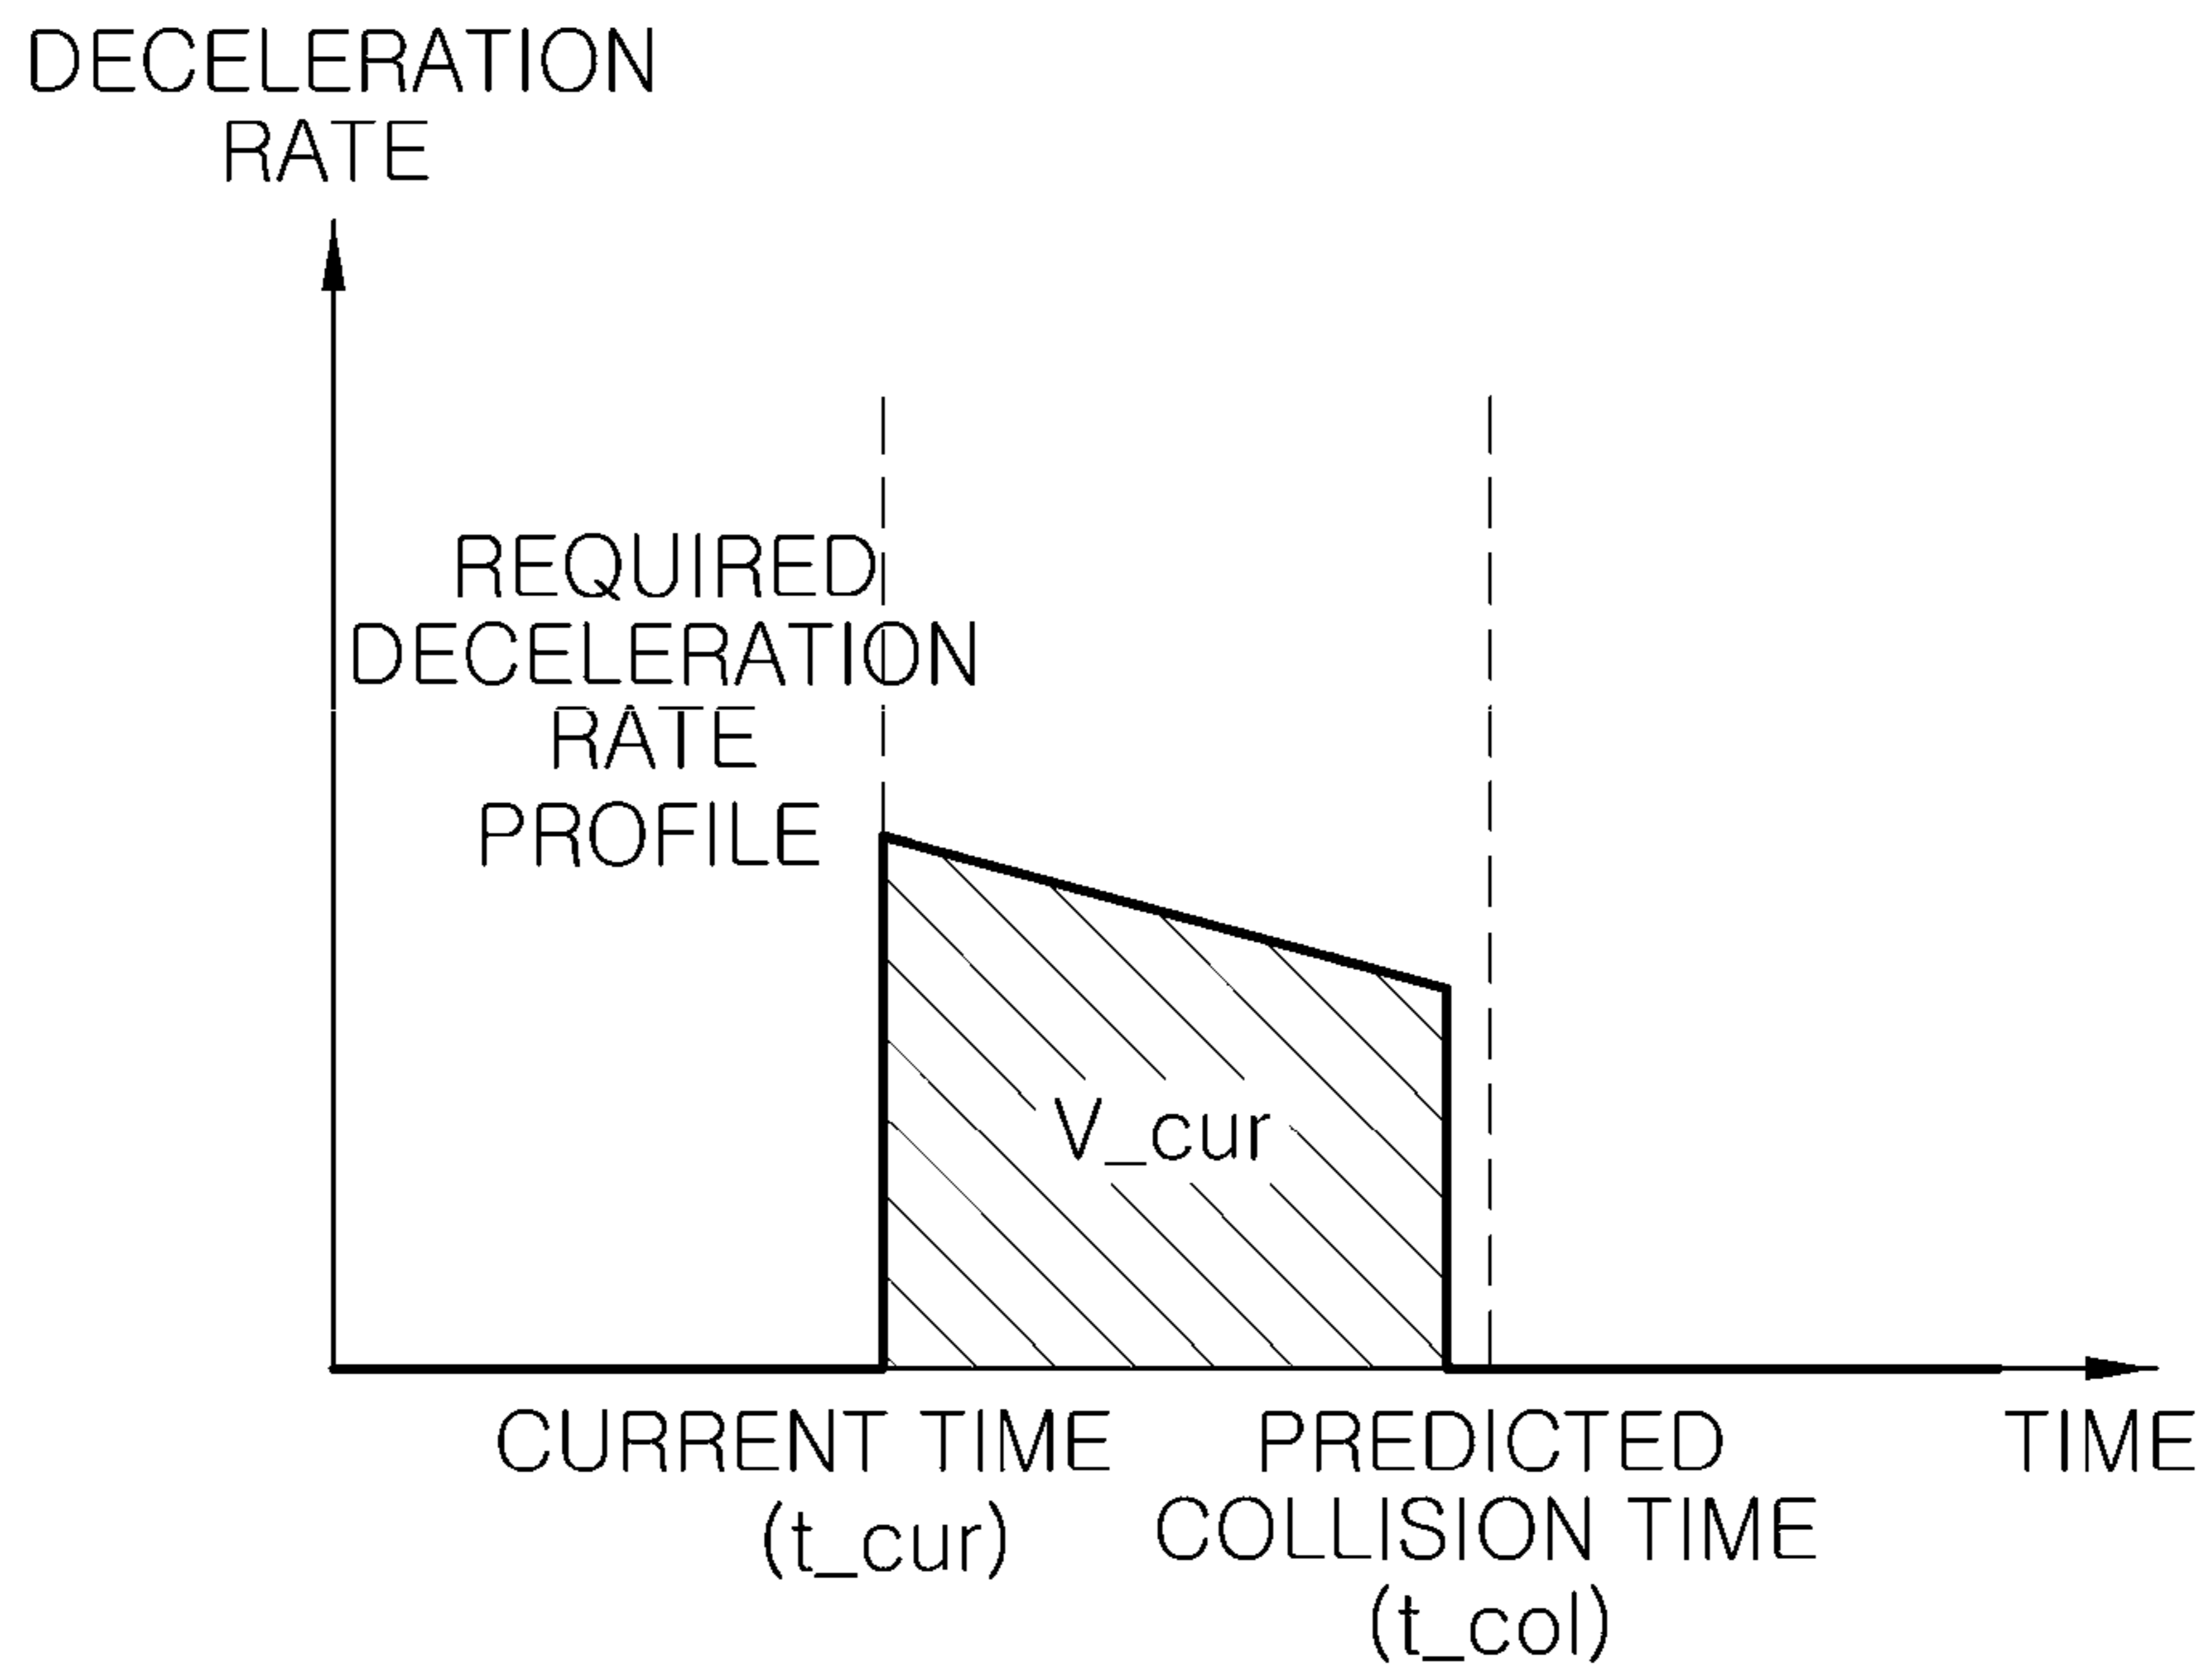 DECELERATION
RATE
REQUIRED
DECELERATION
RATE
PROFILE
V_cur
CURRENT TIME
(t_cur)
PREDICTED
COLLISION TIME
(t_col)
TIME